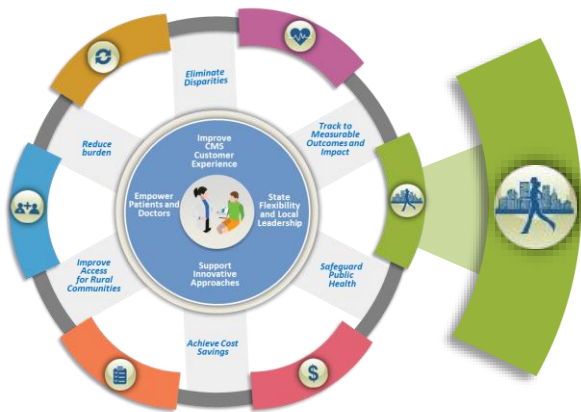 Eliminate
Disparities
Reduce
burden
Track to
Measurable
Outcomes and
Impact
Improve
CMS
Customer
Experience
Empower
Patients and
Doctors
State
Flexibility
and Local
Leadership
Support
Innovative
Approaches
Improve
Access
for Rural
Communities
Safeguard
Public
Health
Achieve Cost
Savings
$